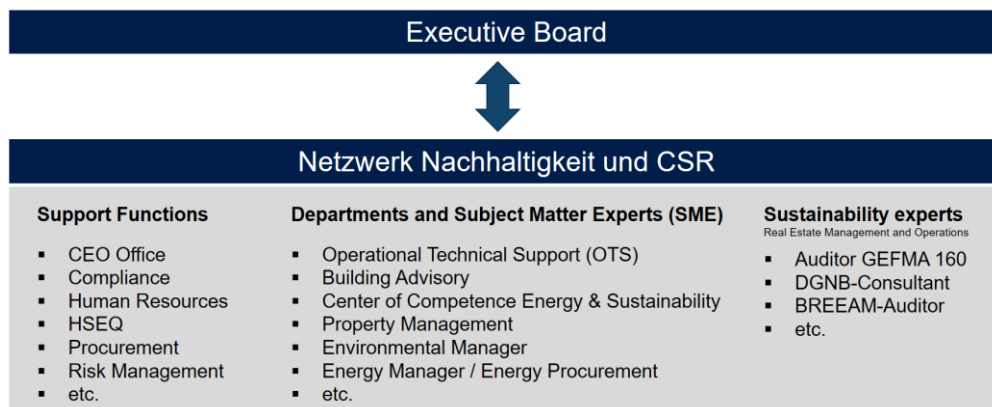 Executive Board
Netzwerk Nachhaltigkeit und CSR
Support Functions
▪ CEO Office
▪ Compliance
▪ Human Resources
▪ HSEQ
▪ Procurement
▪ Risk Management
▪ etc.
Departments and Subject Matter Experts (SME)
▪ Operational Technical Support (OTS)
▪ Building Advisory
▪ Center of Competence Energy & Sustainability
▪ Property Management
▪ Environmental Manager
▪ Energy Manager / Energy Procurement
▪ etc.
Sustainability experts
Real Estate Management and Operations
▪ Auditor GEFMA 160
▪ DGNB-Consultant
▪ BREEAM-Auditor
▪ etc.